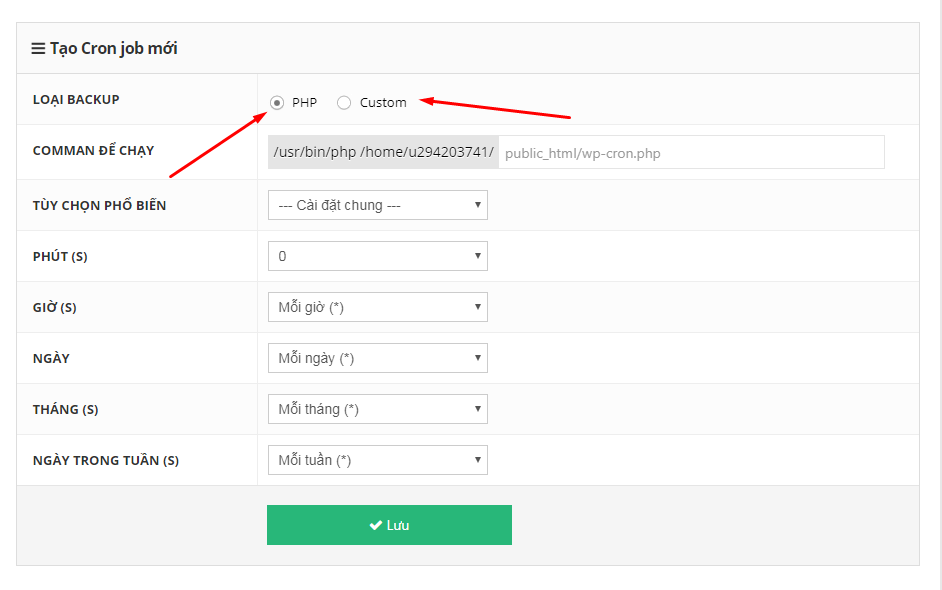 Tạo Cron job mới
LOẠI BACKUP PHP Custom
COMMAN ĐỂ CHẠY /usr/bin/php /home/u294203741/ public_html/wp-cron.php
TÙY CHỌN PHỔ BIẾN --- Cài đặt chung ---
PHÚT (S) 0
GIỜ (S) Mỗi giờ (*)
NGÀY Mỗi ngày (*)
THÁNG (S) Mỗi tháng (*)
NGÀY TRONG TUẦN (S) Mỗi tuần (*)
Lưu